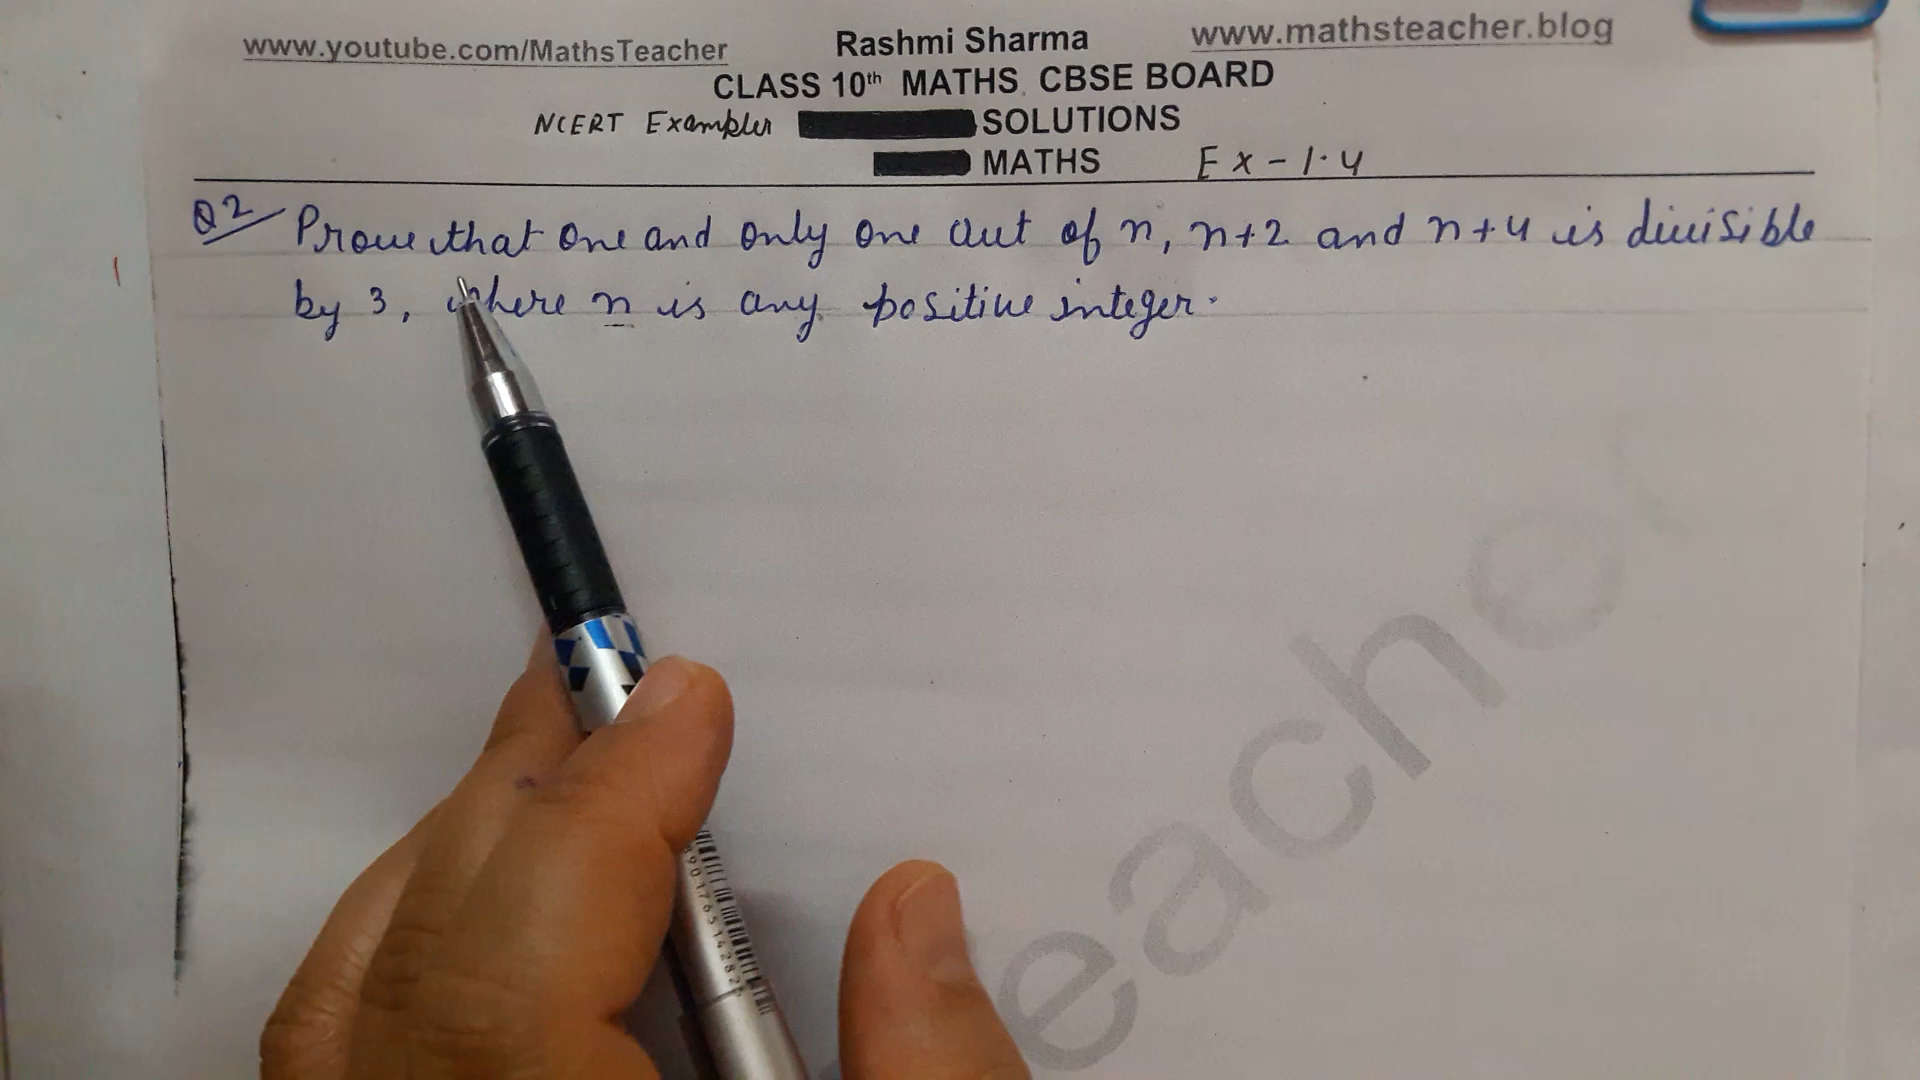 www.youtube.com/MathsTeacher Rashmi Sharma www.mathsteacher.blog
CLASS 10th MATHS CBSE BOARD
NCERT Exampler SOLUTIONS
MATHS Ex-1.4
Q2 Prove that one and only one out of n, n+2 and n+4 is divisible
by 3, where n is any positive integer.
eacher